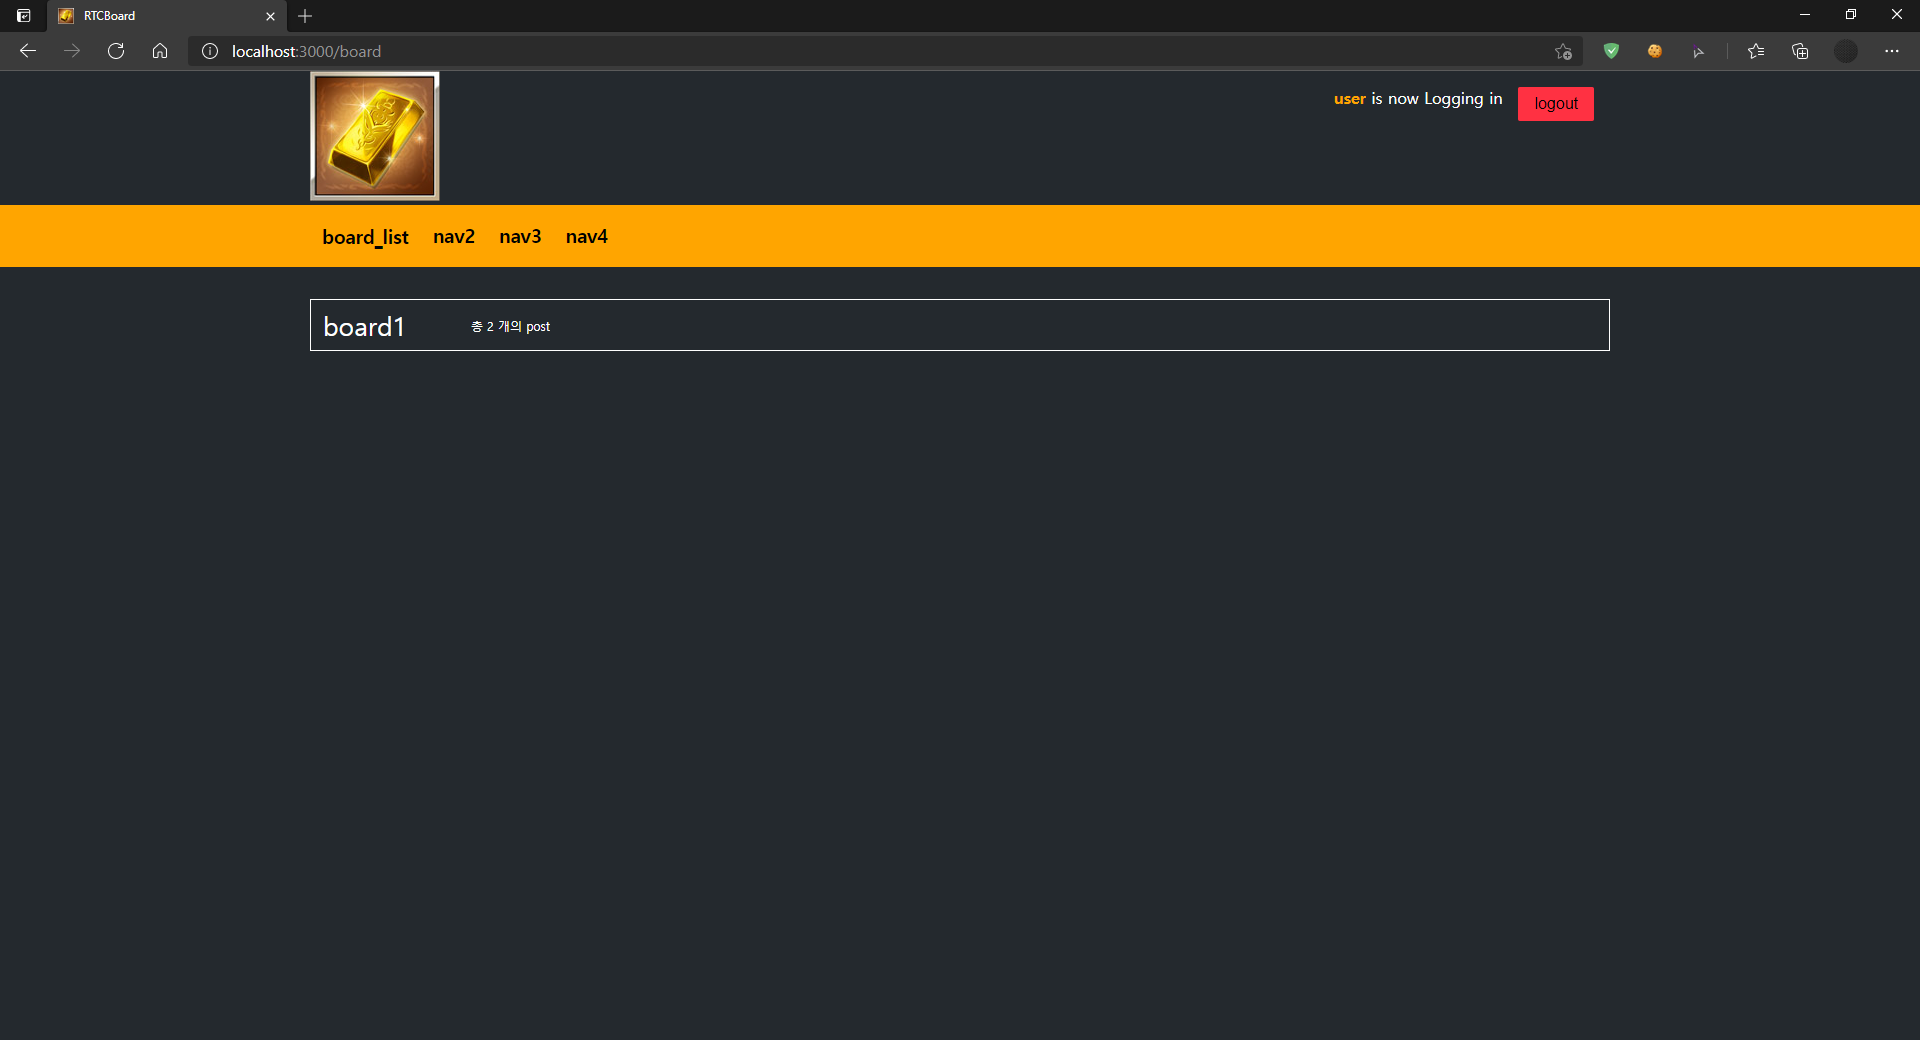 RTCBoard
localhost:3000/board
user is now Logging in
logout
board_list nav2 nav3 nav4
board1 총 2 개의 post